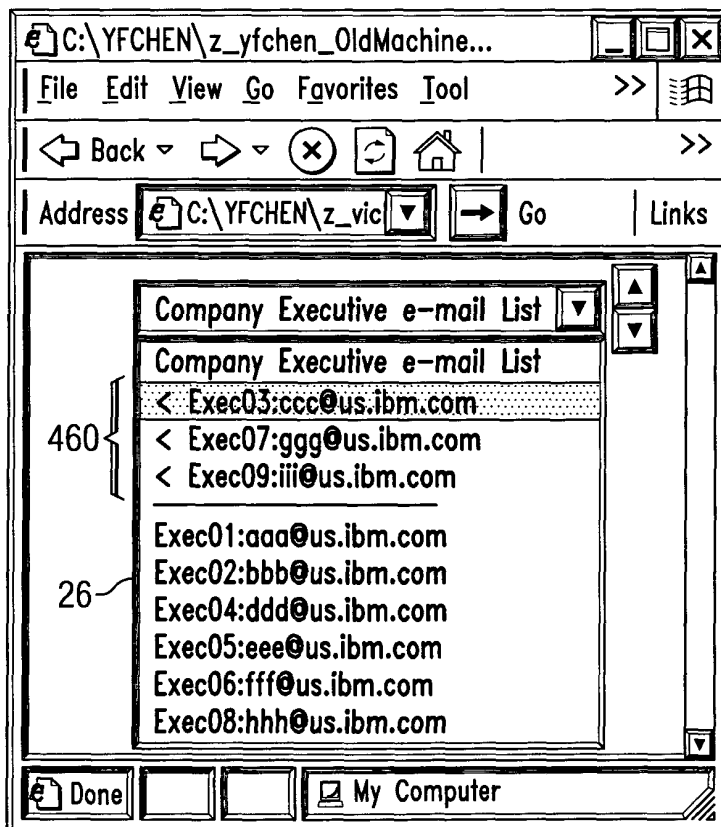 C:\YFCHEN\z_yfchen_OldMachine...
File Edit View Go Favorites Tool >>
Back >>
Address C:\YFCHEN\z_vic Go Links
Company Executive e-mail List
Company Executive e-mail List
< Exec03:ccc@us.ibm.com
460
< Exec07:ggg@us.ibm.com
< Exec09:iii@us.ibm.com
Exec01:aaa@us.ibm.com
Exec02:bbb@us.ibm.com
26
Exec04:ddd@us.ibm.com
Exec05:eee@us.ibm.com
Exec06:fff@us.ibm.com
Exec08:hhh@us.ibm.com
Done My Computer